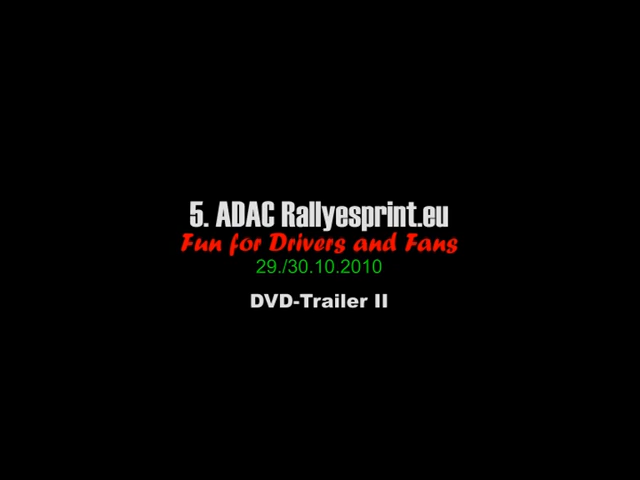 5. ADAC Rallyesprint.eu
Fun for Drivers and Fans
29./30.10.2010
DVD-Trailer II